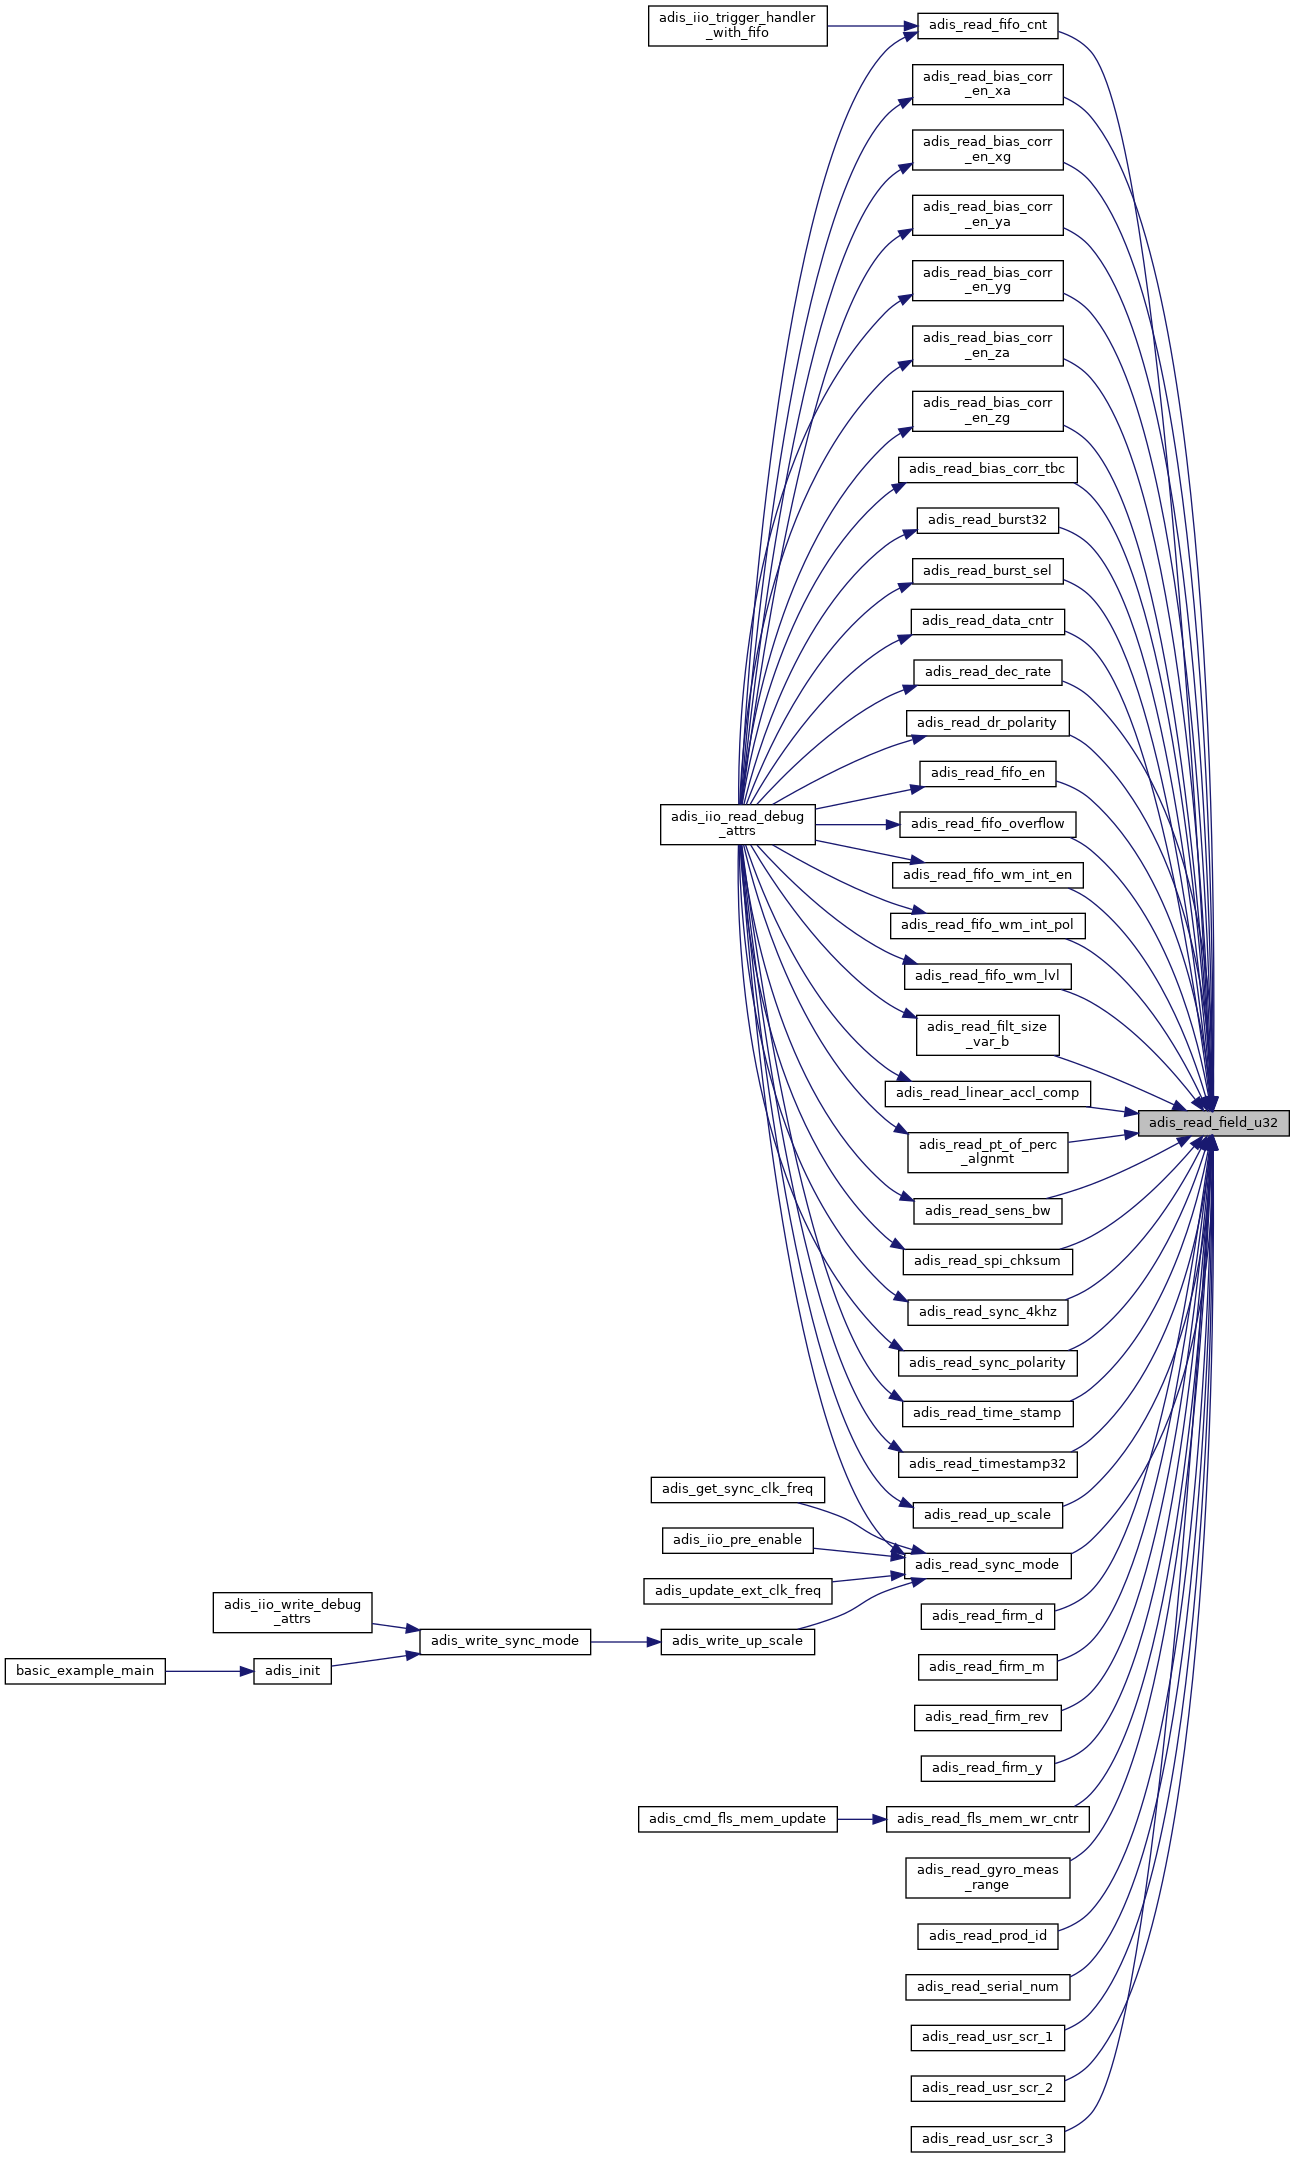 adis_iio_trigger_handler
_with_fifo
adis_read_fifo_cnt
adis_read_bias_corr
_en_xa
adis_read_bias_corr
_en_xg
adis_read_bias_corr
_en_ya
adis_read_bias_corr
_en_yg
adis_read_bias_corr
_en_za
adis_read_bias_corr
_en_zg
adis_read_bias_corr_tbc
adis_read_burst32
adis_read_burst_sel
adis_read_data_cntr
adis_read_dec_rate
adis_read_dr_polarity
adis_read_fifo_en
adis_iio_read_debug
_attrs
adis_read_fifo_overflow
adis_read_fifo_wm_int_en
adis_read_fifo_wm_int_pol
adis_read_fifo_wm_lvl
adis_read_filt_size
_var_b
adis_read_linear_accl_comp
adis_read_field_u32
adis_read_pt_of_perc
_algnmt
adis_read_sens_bw
adis_read_spi_chksum
adis_read_sync_4khz
adis_read_sync_polarity
adis_read_time_stamp
adis_read_timestamp32
adis_get_sync_clk_freq
adis_read_up_scale
adis_iio_pre_enable
adis_read_sync_mode
adis_update_ext_clk_freq
adis_read_firm_d
adis_iio_write_debug
_attrs
adis_write_sync_mode
adis_write_up_scale
basic_example_main
adis_init
adis_read_firm_m
adis_read_firm_rev
adis_read_firm_y
adis_cmd_fls_mem_update
adis_read_fls_mem_wr_cntr
adis_read_gyro_meas
_range
adis_read_prod_id
adis_read_serial_num
adis_read_usr_scr_1
adis_read_usr_scr_2
adis_read_usr_scr_3